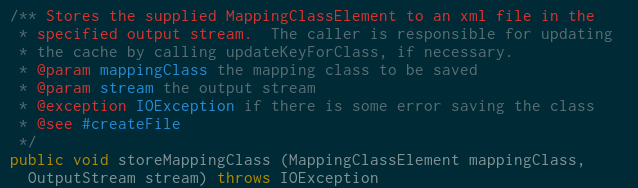 /** Stores the supplied MappingClassElement to an xml file in the
 * specified output stream.  The caller is responsible for updating
 * the cache by calling updateKeyForClass, if necessary.
 * @param mappingClass the mapping class to be saved
 * @param stream the output stream
 * @exception IOException if there is some error saving the class
 * @see #createFile
 */
public void storeMappingClass (MappingClassElement mappingClass,
  OutputStream stream) throws IOException